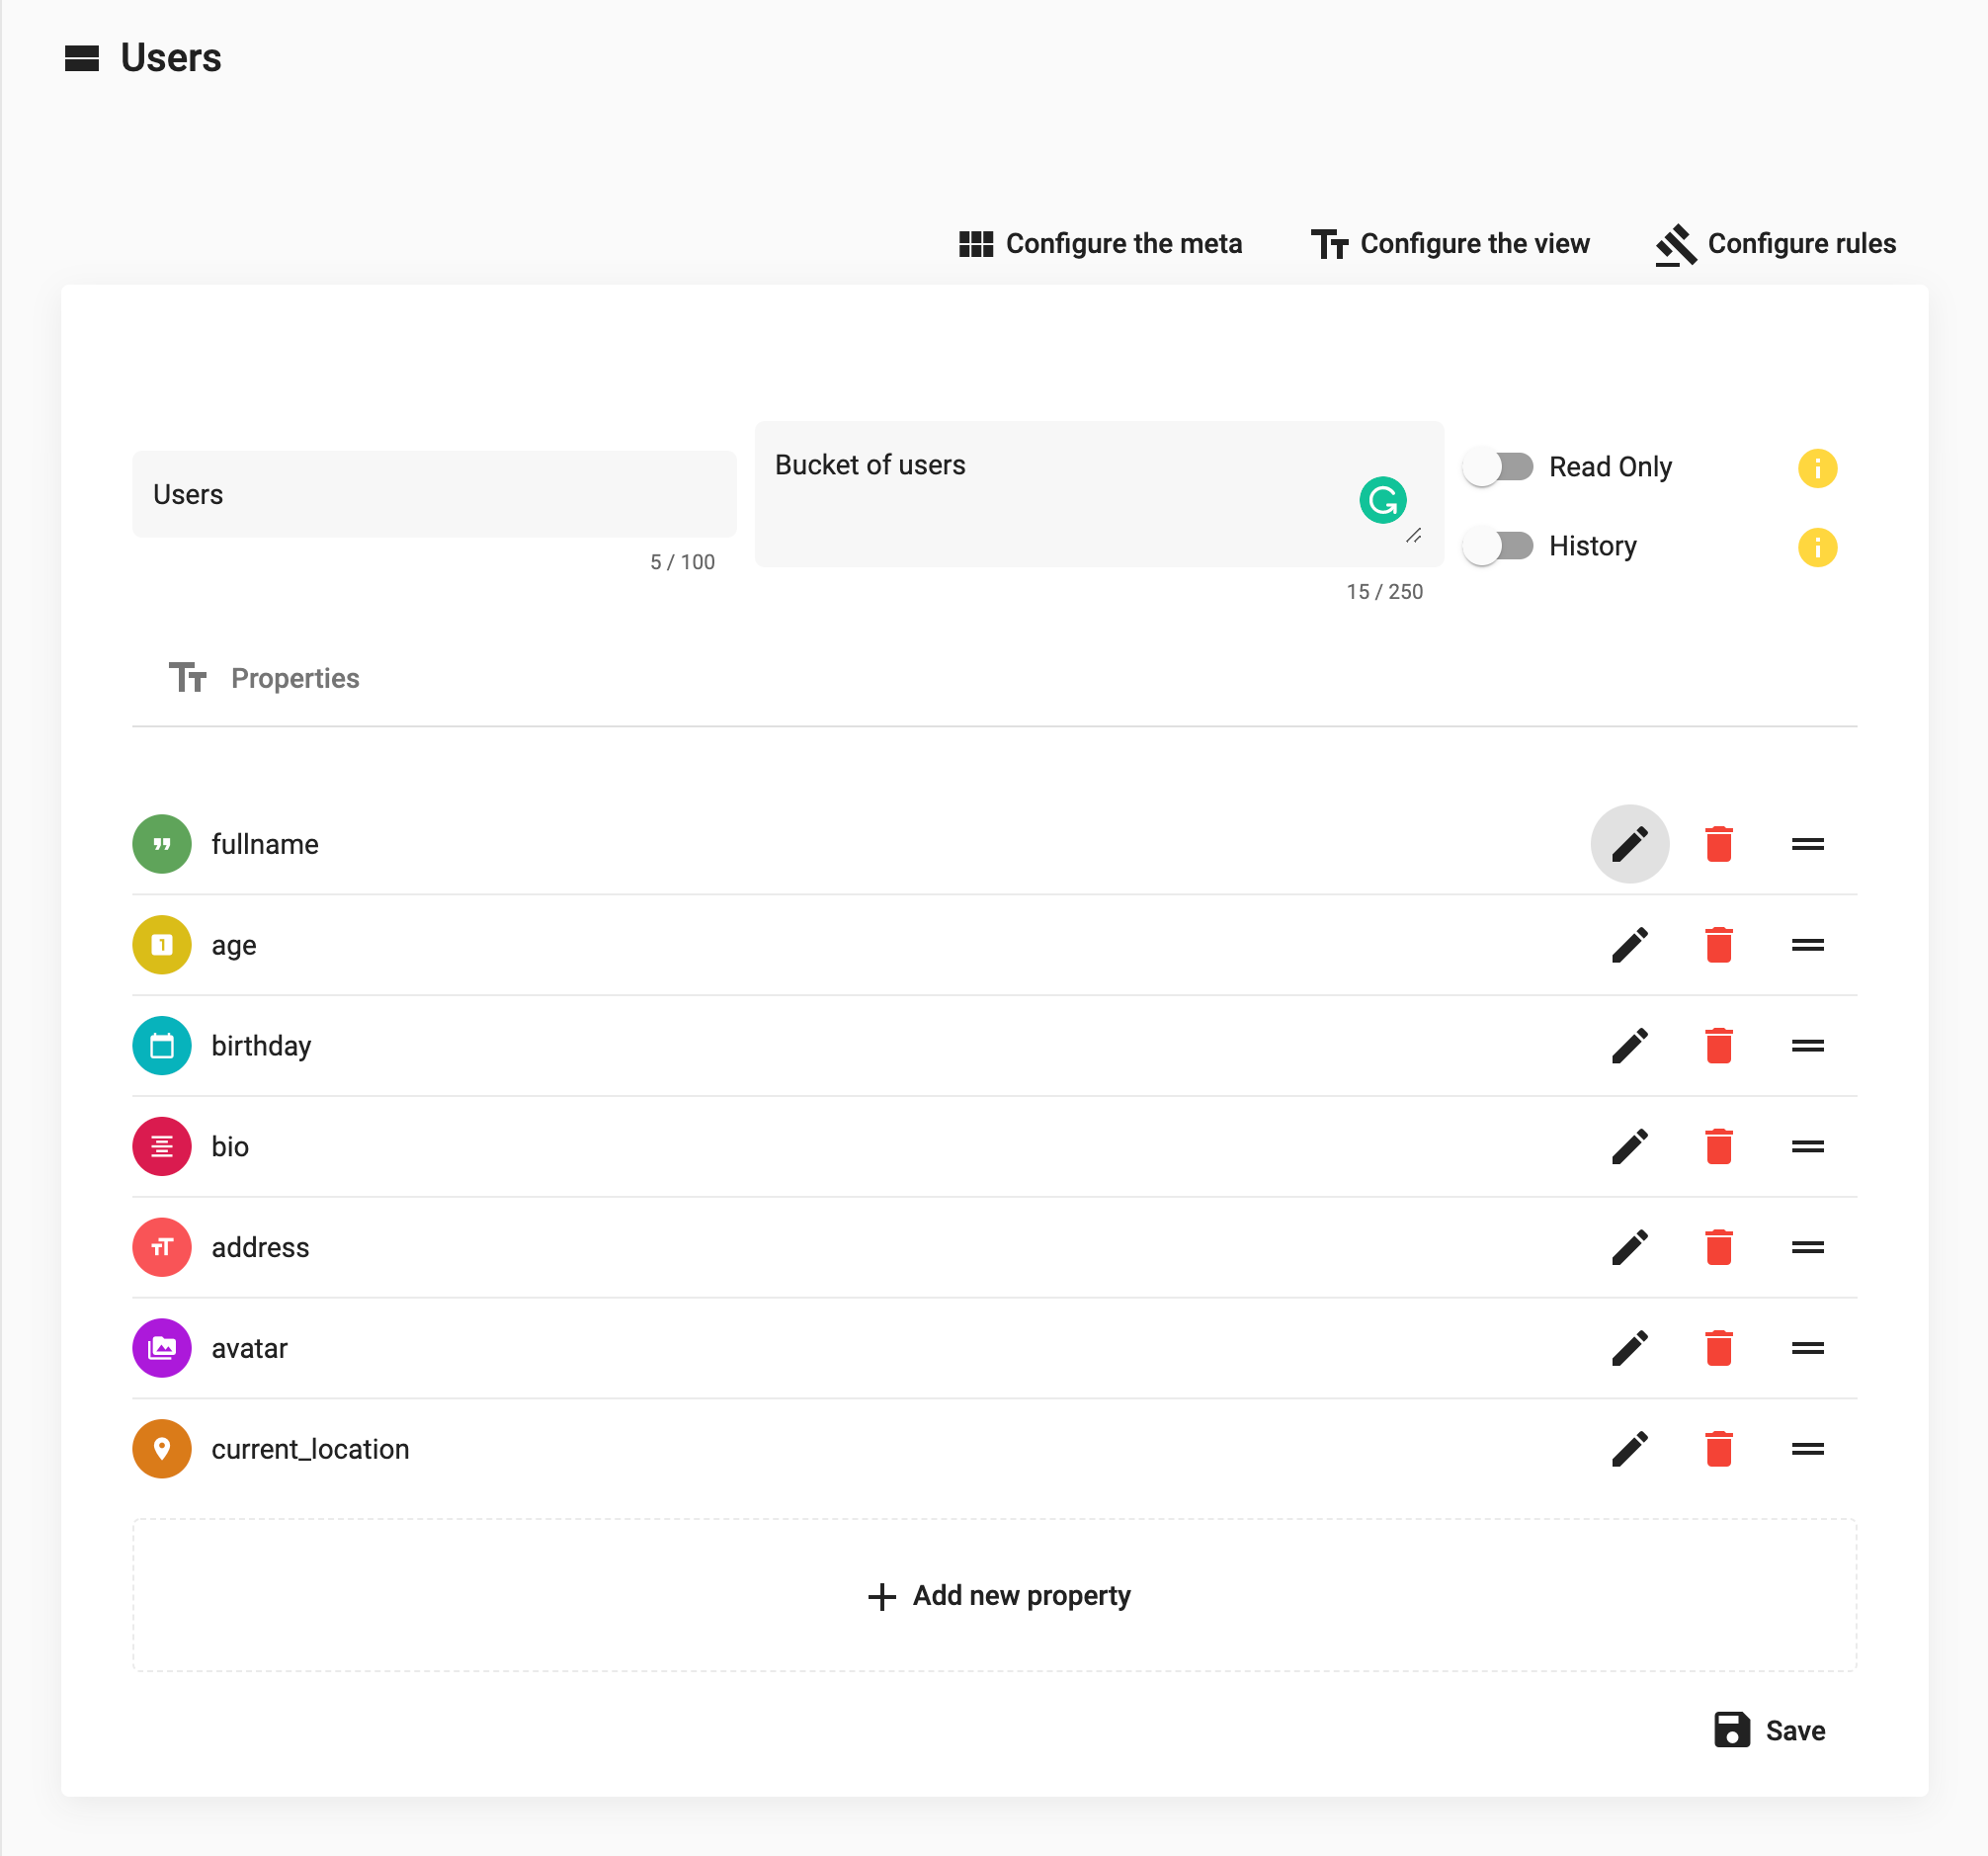 Users
Configure the meta
Configure the view
Configure rules
Users
5 / 100
Bucket of users
15 / 250
Read Only
History
Properties
fullname
age
birthday
bio
address
avatar
current_location
Add new property
Save